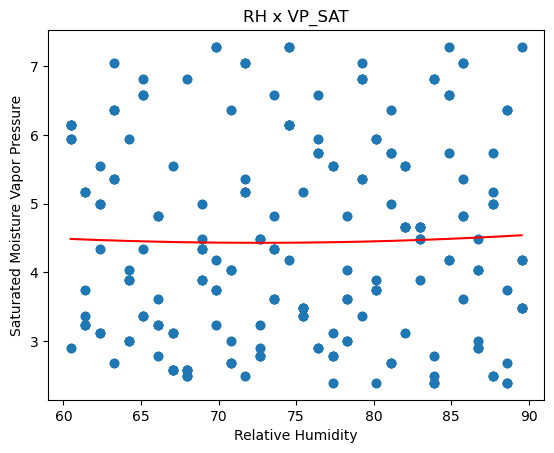 RH x VP_SAT
Saturated Moisture Vapor Pressure
7
6
5
4
3
60 65 70 75 80 85 90
Relative Humidity